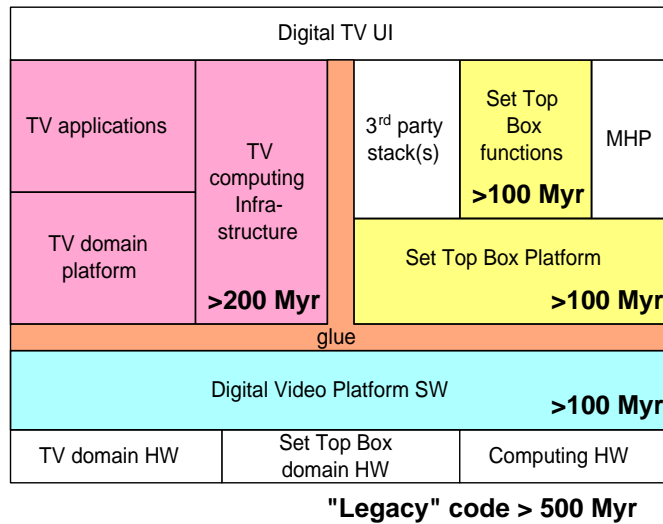 Digital TV UI
TV applications
TV
computing
Infra-
structure
>200 Myr
TV domain
platform
3rd party
stack(s)
Set Top
Box
functions
>100 Myr
MHP
Set Top Box Platform
>100 Myr
glue
Digital Video Platform SW
>100 Myr
TV domain HW
Set Top Box
domain HW
Computing HW
"Legacy" code > 500 Myr